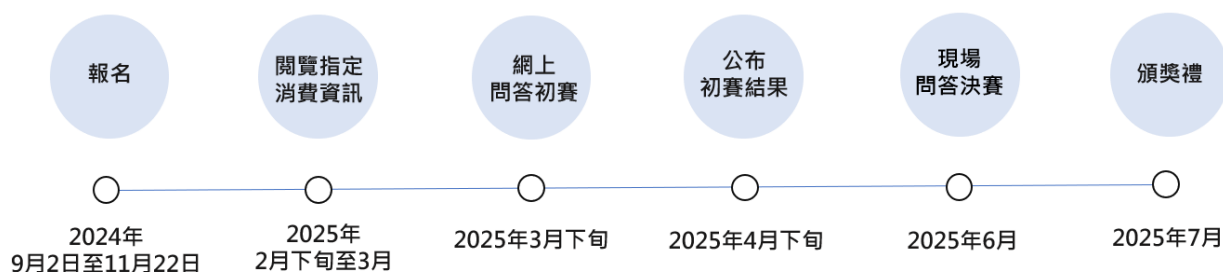 報名
閱覽指定
消費資訊
網上
問答初賽
公布
初賽結果
現場
問答決賽
頒獎禮
2024年
9月2日至11月22日
2025年
2月下旬至3月
2025年3月下旬
2025年4月下旬
2025年6月
2025年7月